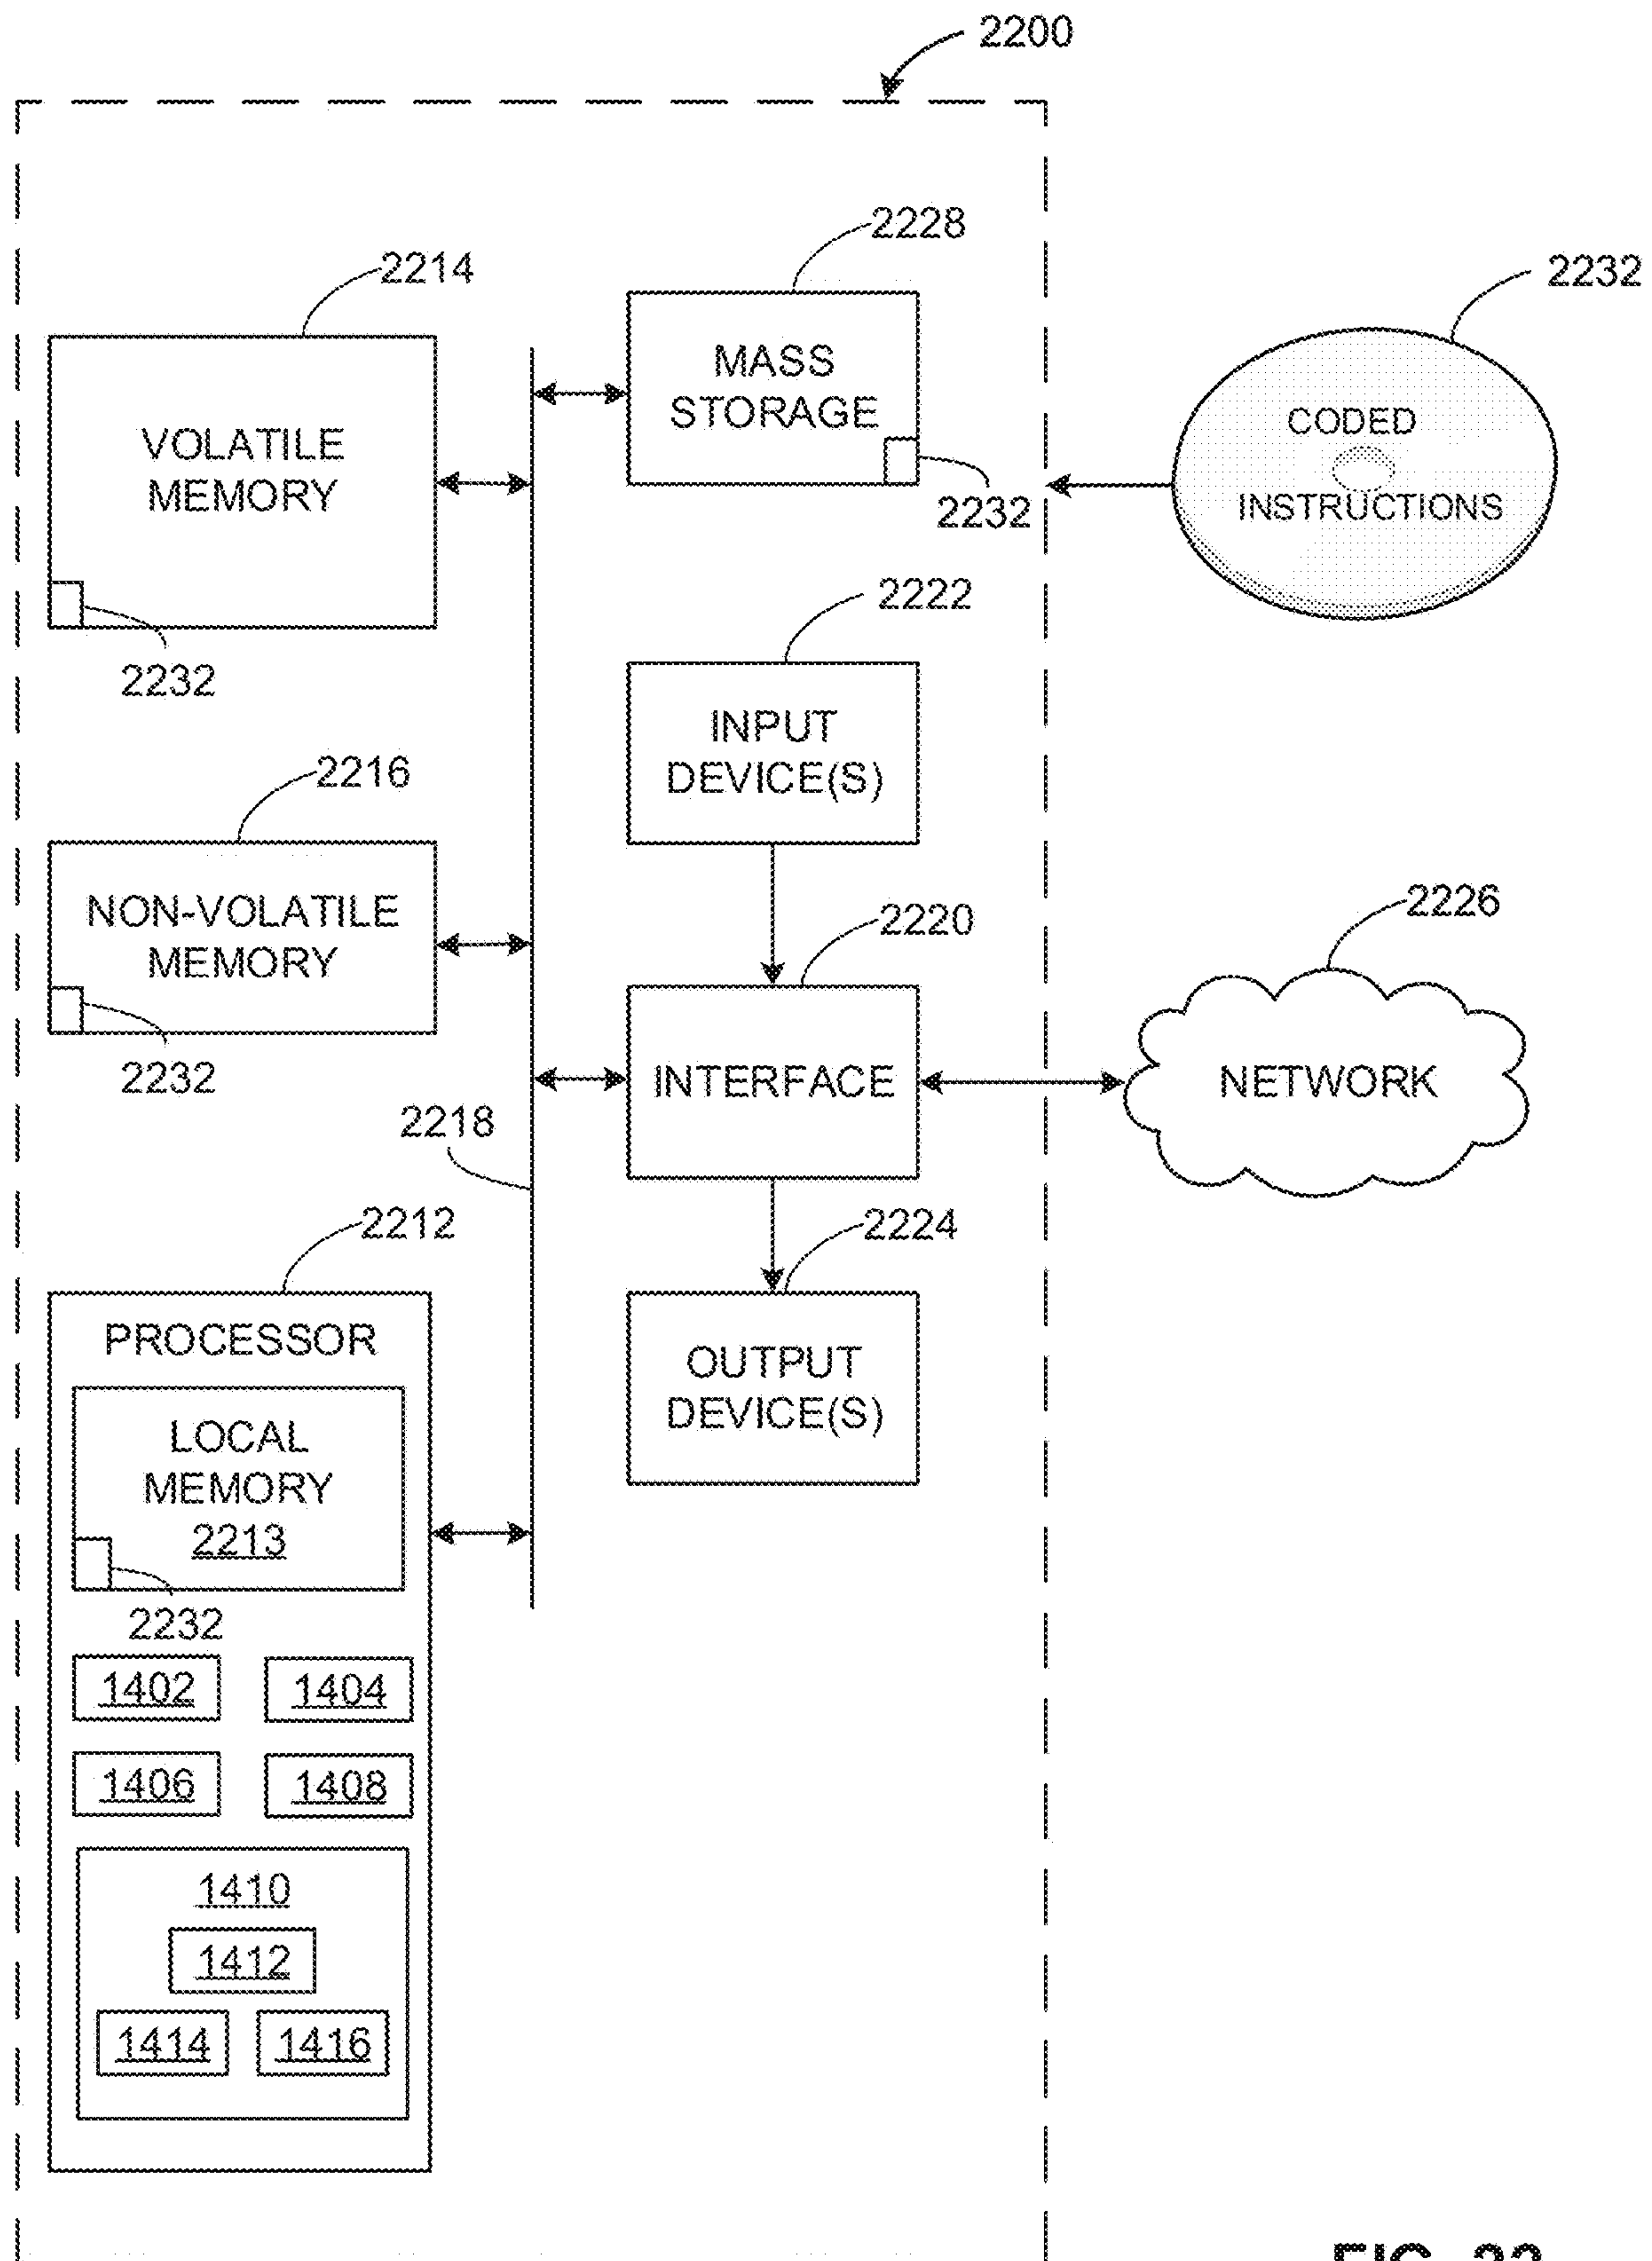 2200
2228
2214
2232
MASS
STORAGE
VOLATILE
MEMORY
CODED
INSTRUCTIONS
2232
2222
2232
INPUT
DEVICE(S)
2216
NON-VOLATILE
MEMORY
2220
2226
2232
INTERFACE
NETWORK
2218
2212
2224
PROCESSOR
LOCAL
MEMORY
2213
OUTPUT
DEVICE(S)
2232
1402
1404
1406
1408
1410
1412
1414
1416